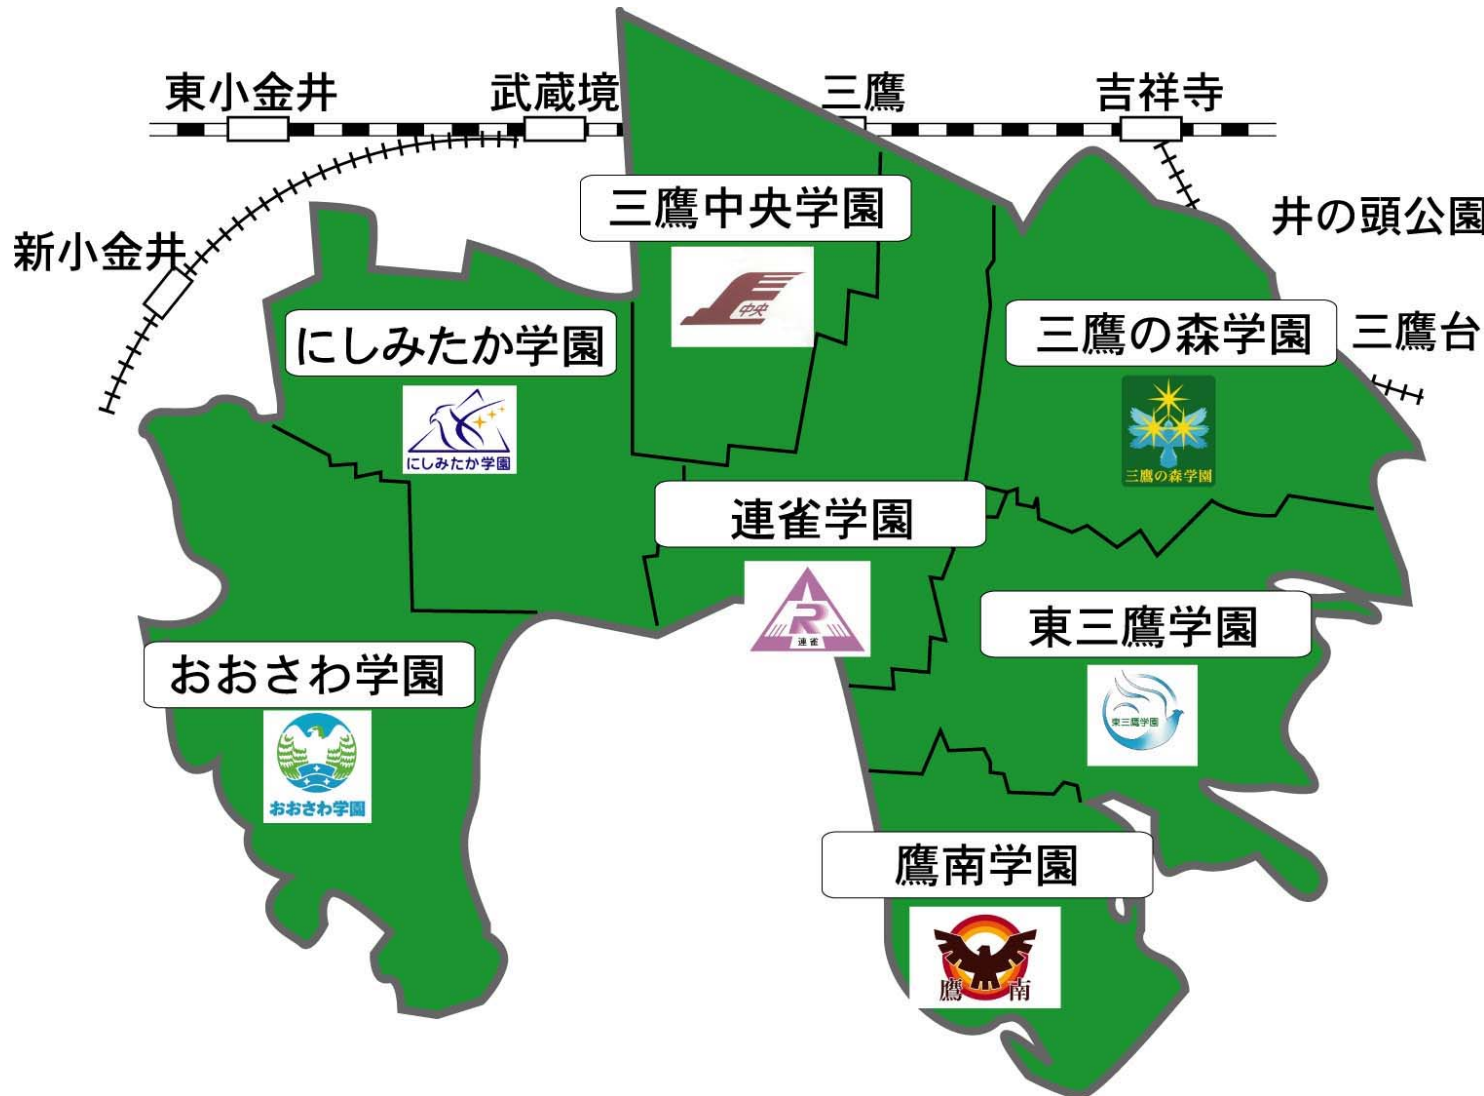 東小金井
武蔵境
三鷹
吉祥寺
新小金井
井の頭公園
三鷹台
三鷹中央学園
中央
にしみたか学園
にしみたか学園
三鷹の森学園
三鷹の森学園
連雀学園
R
連雀
おおさわ学園
おおさわ学園
東三鷹学園
東三鷹学園
鷹南学園
鷹南